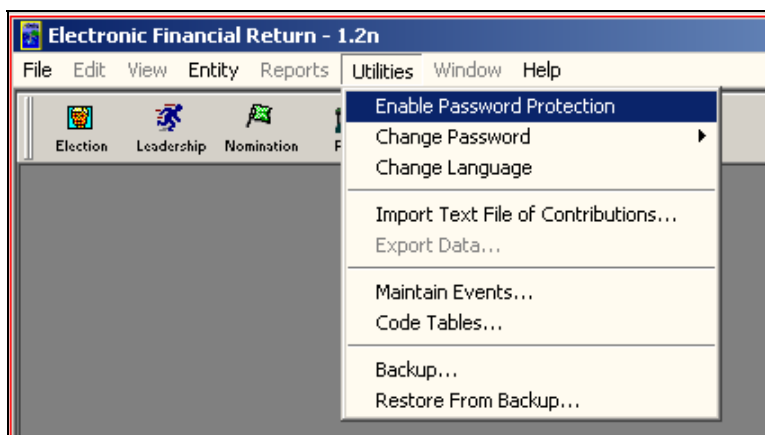 Electronic Financial Return - 1.2n
File Edit View Entity Reports Utilities Window Help
Election Leadership Nomination
Enable Password Protection
Change Password
Change Language
Import Text File of Contributions...
Export Data...
Maintain Events...
Code Tables...
Backup...
Restore From Backup...